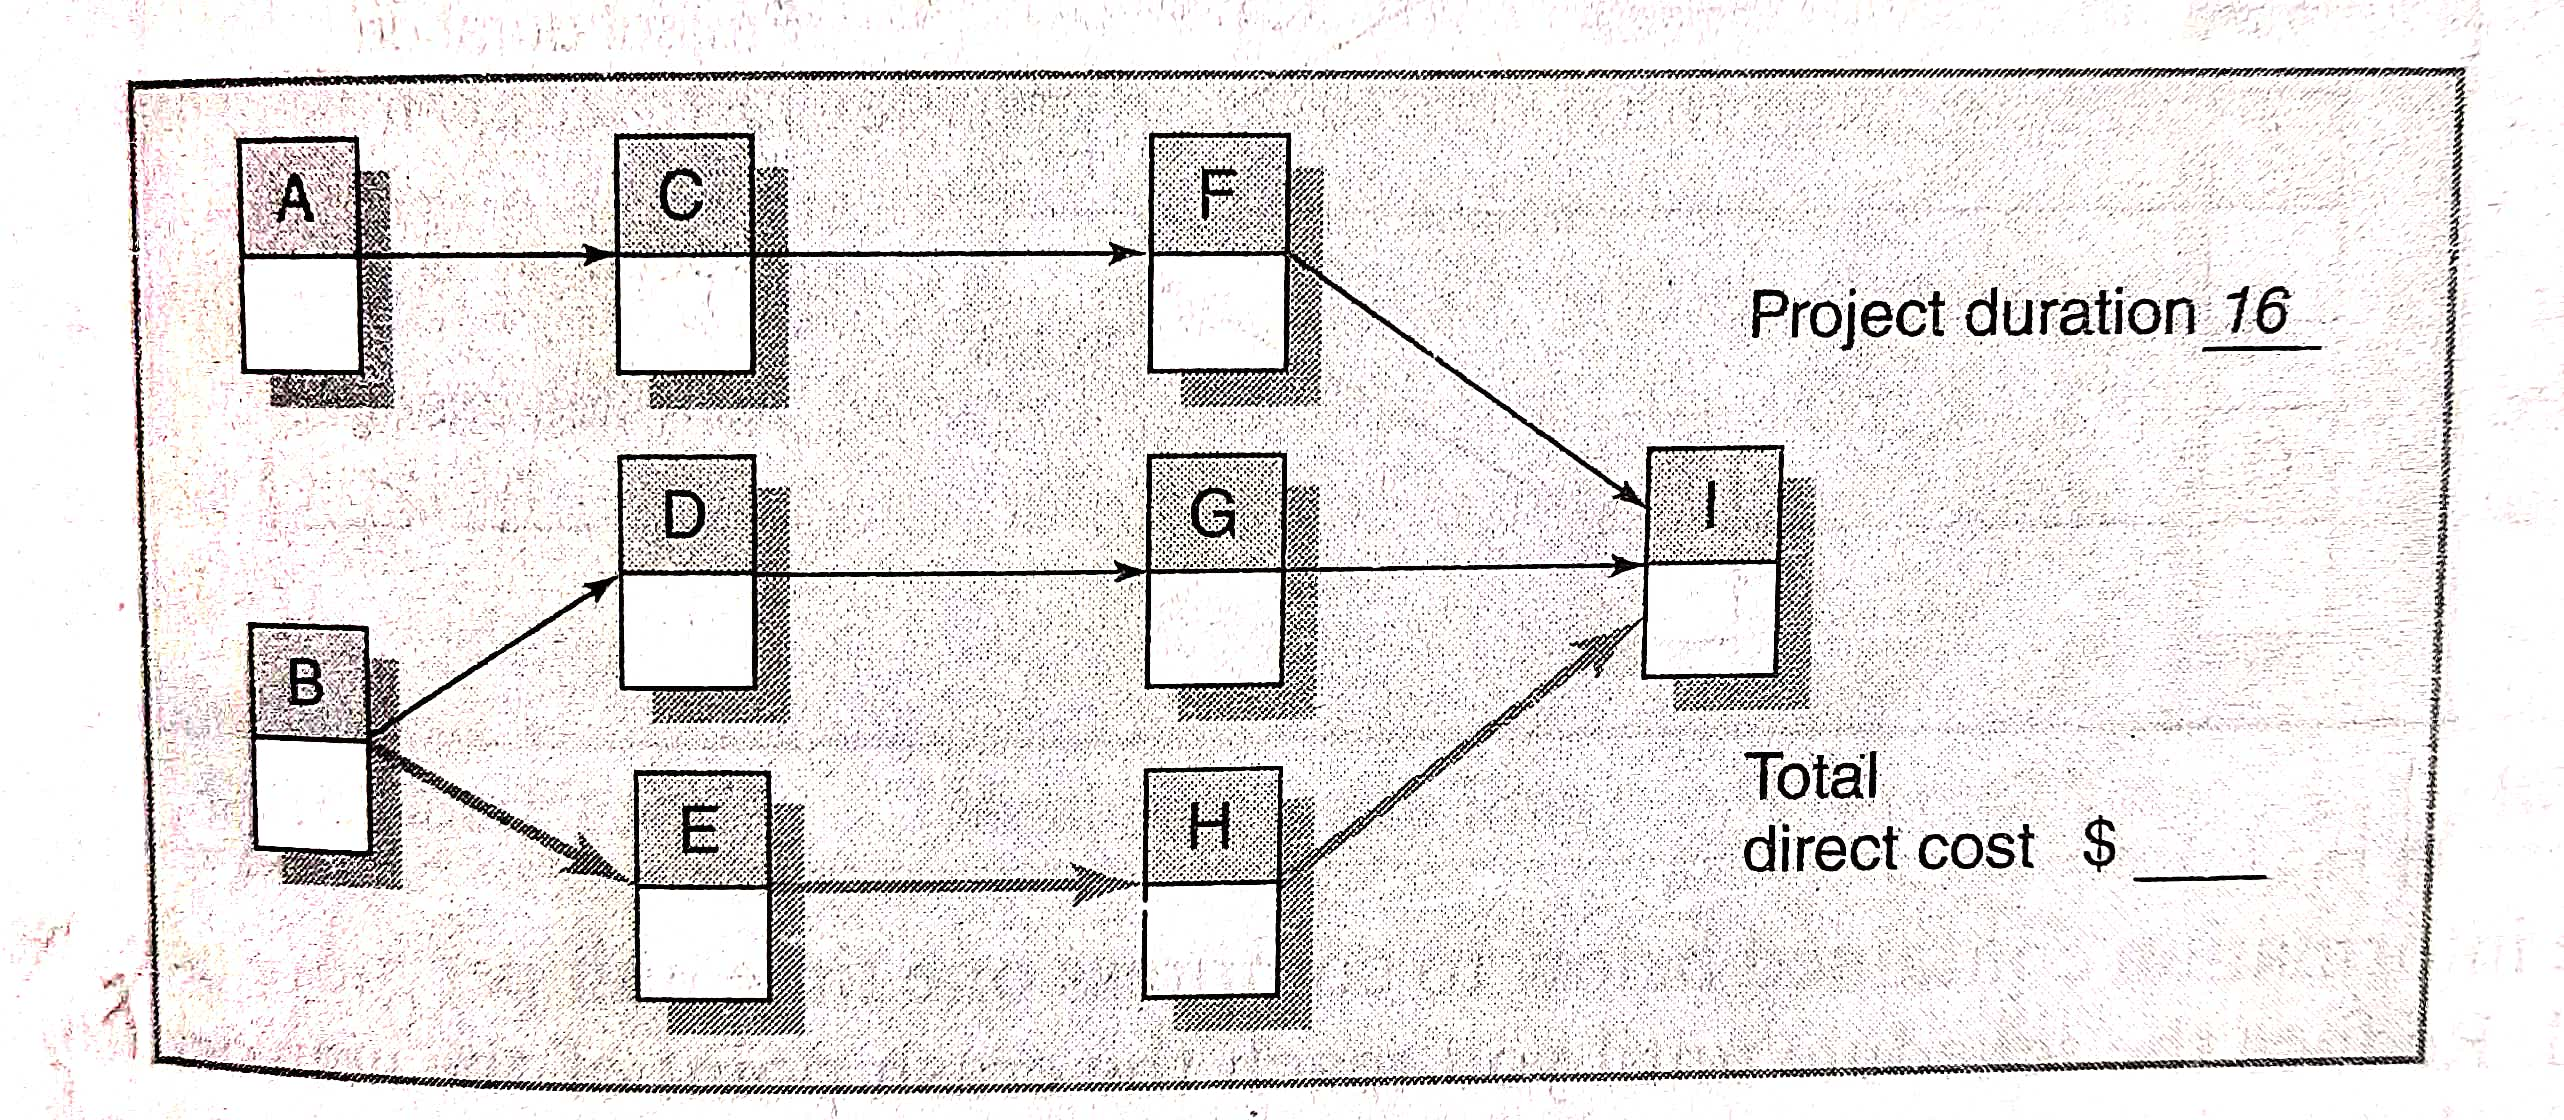 A
C
F
Project duration 16
D
G
I
B
E
H
Total
direct cost $